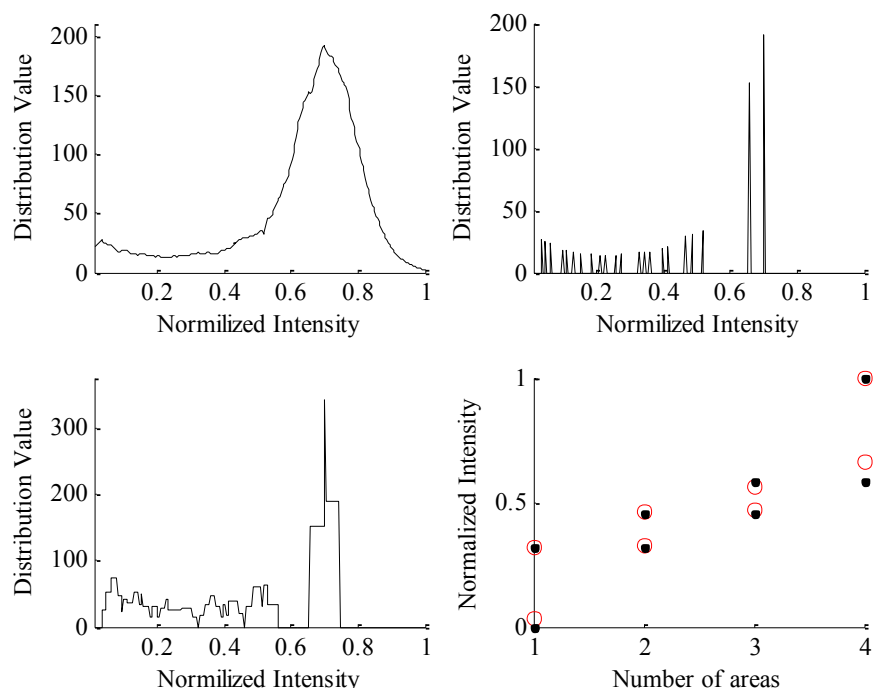 200
150
100
50
0
Distribution Value
0.2 0.4 0.6 0.8 1
Normilized Intensity
200
150
100
50
0
Distribution Value
0.2 0.4 0.6 0.8 1
Normilized Intensity
300
200
100
0
Distribution Value
0.2 0.4 0.6 0.8 1
Normilized Intensity
1
0.5
0
Normalized Intensity
1 2 3 4
Number of areas